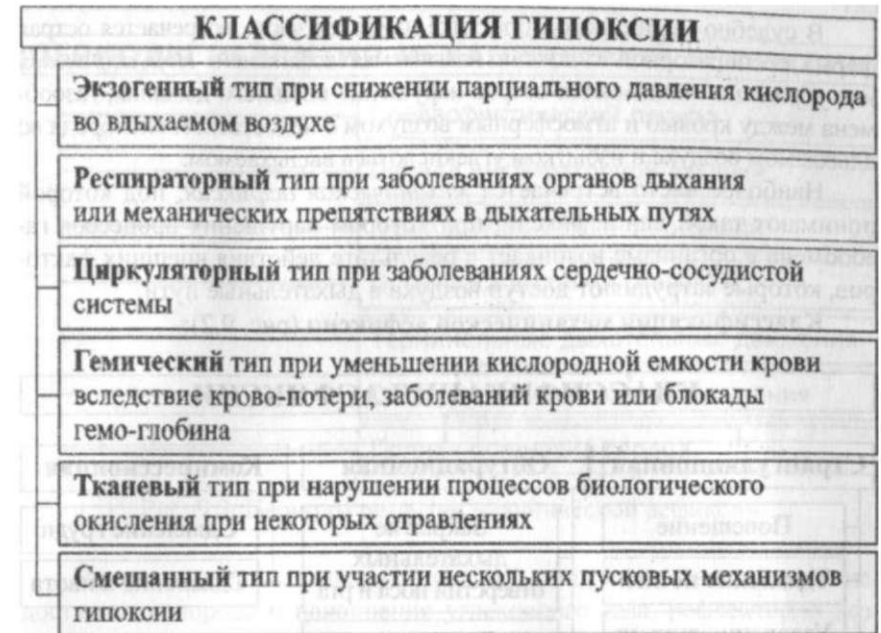 КЛАССИФИКАЦИЯ ГИПОКСИИ
Экзогенный тип при снижении парциального давления кислорода
во вдыхаемом воздухе
Респираторный тип при заболеваниях органов дыхания
или механических препятствиях в дыхательных путях
Циркуляторный тип при заболеваниях сердечно-сосудистой
системы
Гемический тип при уменьшении кислородной емкости крови
вследствие крово-потери, заболеваний крови или блокады
гемо-глобина
Тканевый тип при нарушении процессов биологического
окисления при некоторых отравлениях
Смешанный тип при участии нескольких пусковых механизмов
гипоксии